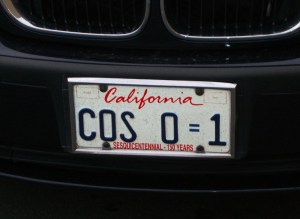 California
COS 0=1
SESQUICENTENNIAL - 150 YEARS